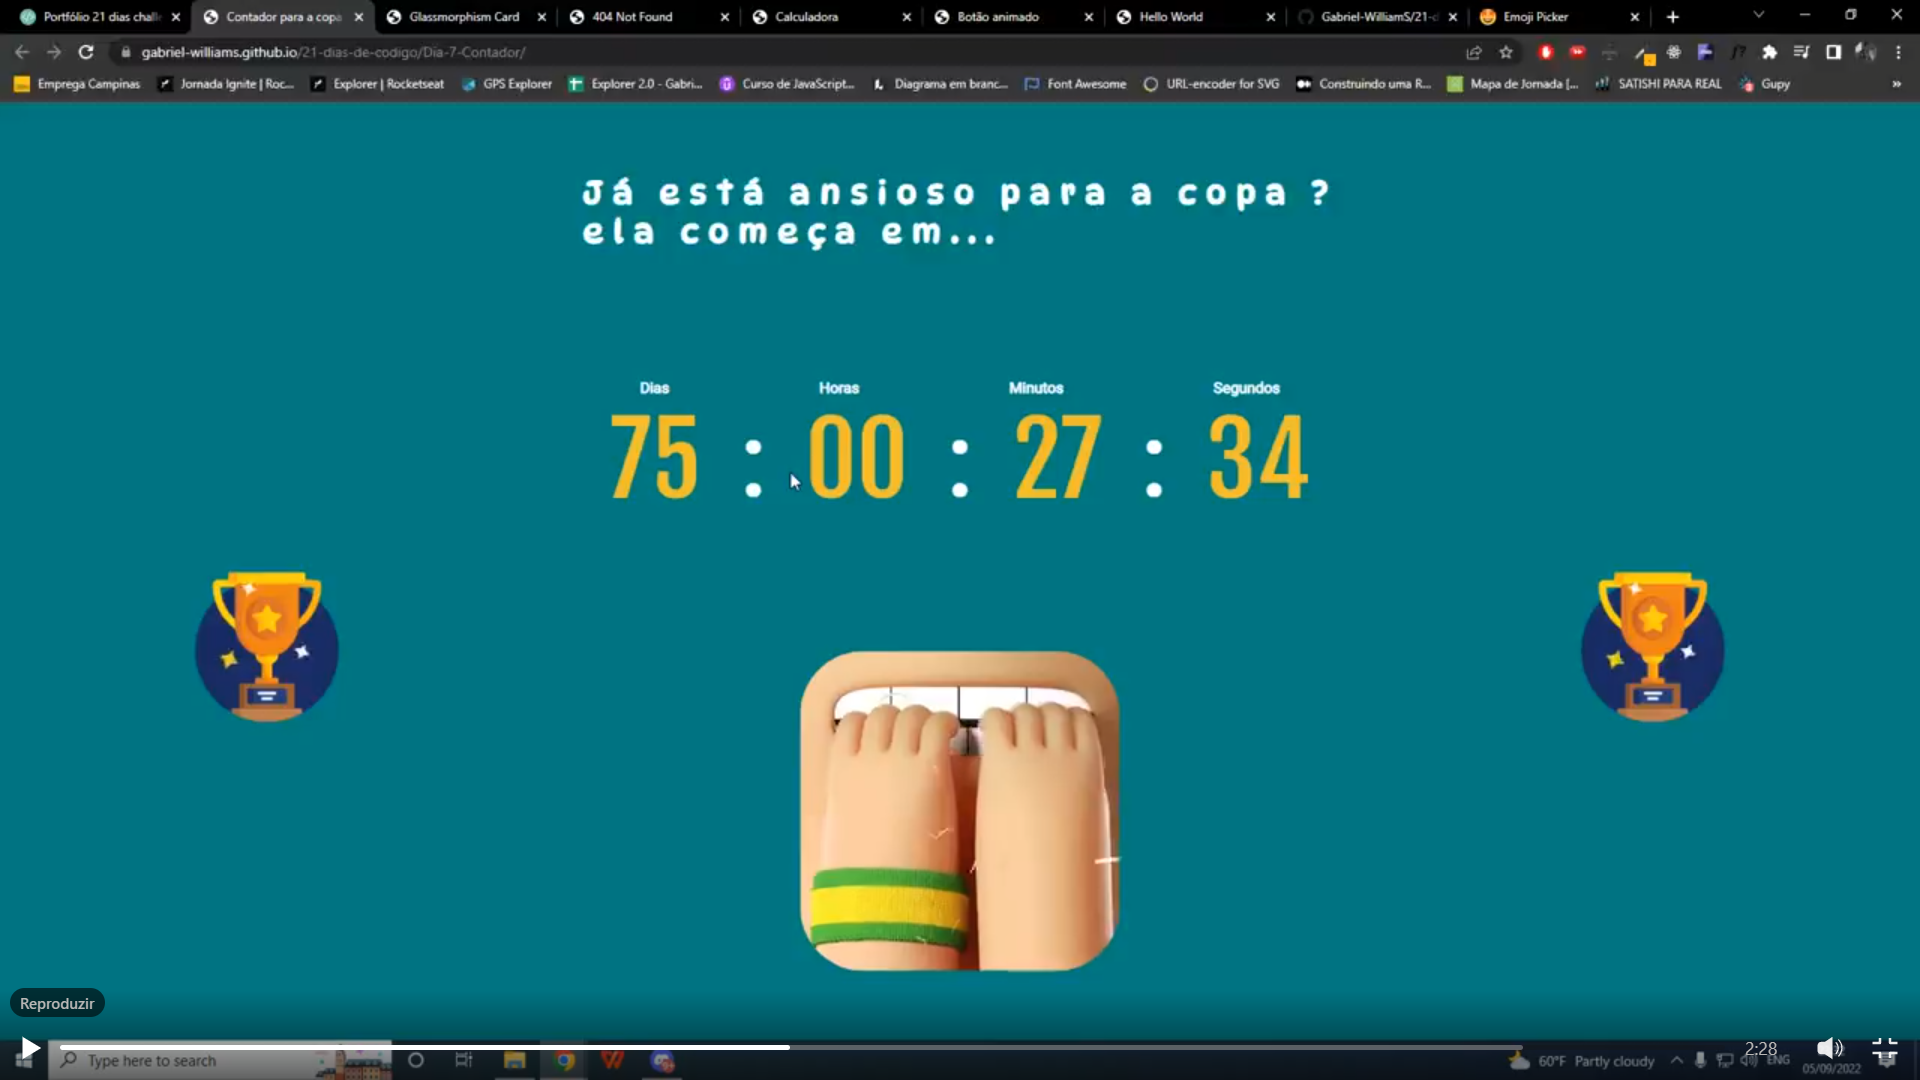 Portfólio 21 dias chall
Contador para a copa
Glassmorphism Card
404 Not Found
Calculadora
Botão animado
Hello World
Gabriel-WilliamS/21-d
Emoji Picker
gabriel-williams.github.io/21-dias-de-codigo/Dia-7-Contador/
Emprega Campinas
Jornada Ignite | Roc...
Explorer | Rocketseat
GPS Explorer
Explorer 2.0 - Gabri...
Curso de JavaScript...
Diagrama em branc...
Font Awesome
URL-encoder for SVG
Construindo uma R...
Mapa de Jornada [...
SATISHI PARA REAL
Gupy
»
Já está ansioso para a copa ?
ela começa em...
Dias Horas Minutos Segundos
75 : 00 : 27 : 34
Reproduzir
2:28
Type here to search
60°F Partly cloudy
ENG
05/09/2022